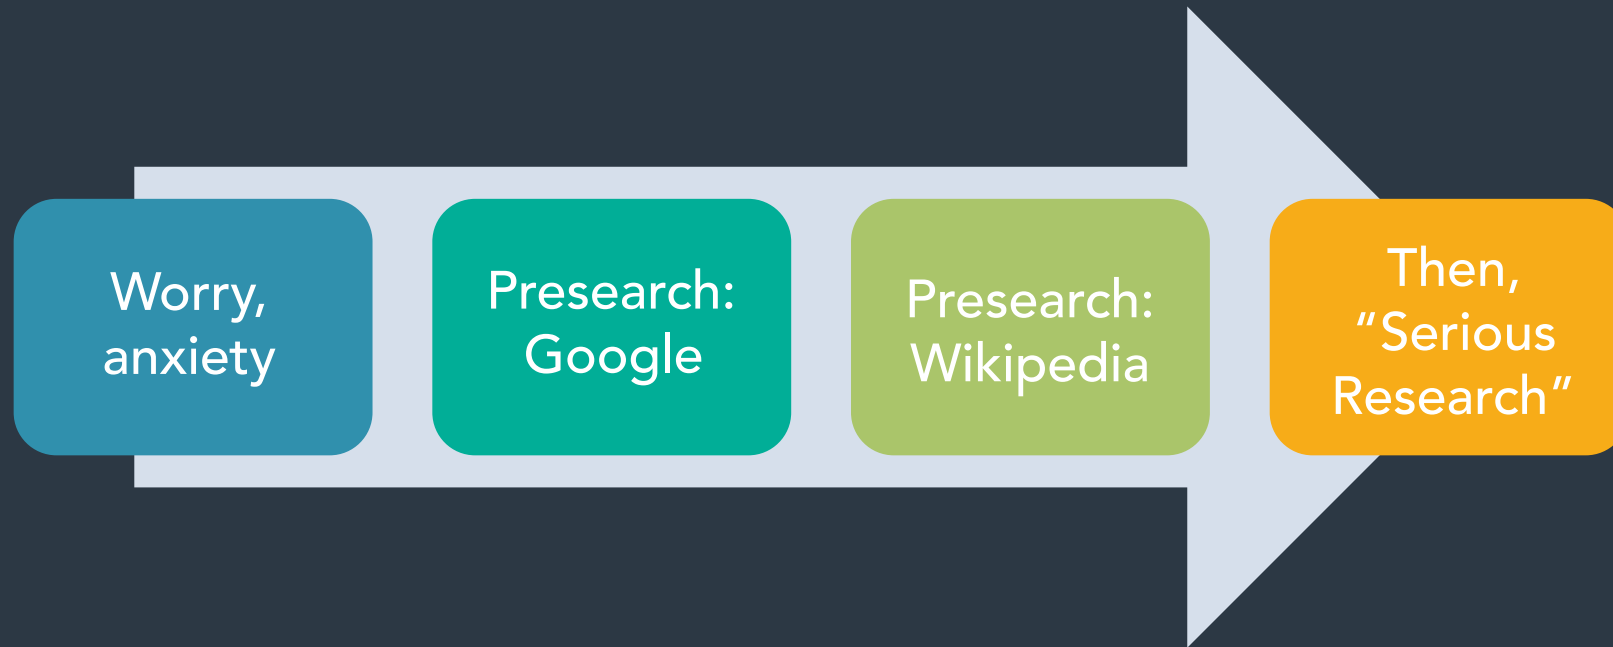 Worry,
anxiety
Presearch:
Google
Presearch:
Wikipedia
Then,
“Serious
Research”